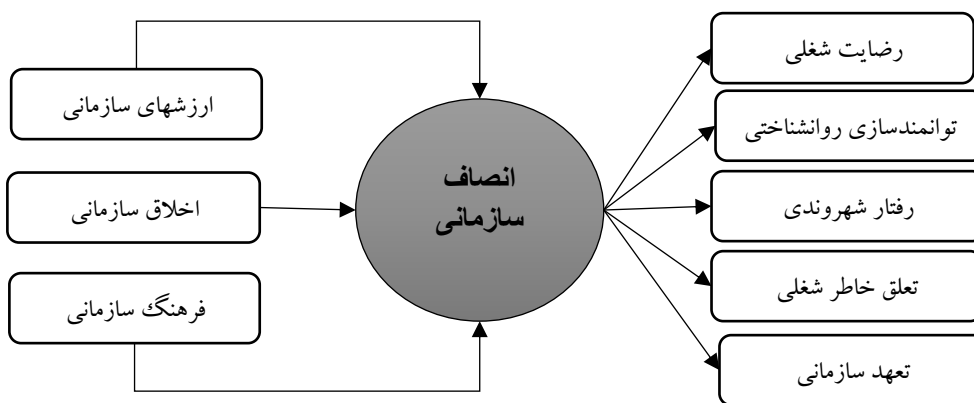 رضایت شغلی
توانمندسازی روانشناختی
رفتار شهروندی
تعلق خاطر شغلی
تعهد سازمانی
انصاف
سازمانی
ارزشهای سازمانی
اخلاق سازمانی
فرهنگ سازمانی